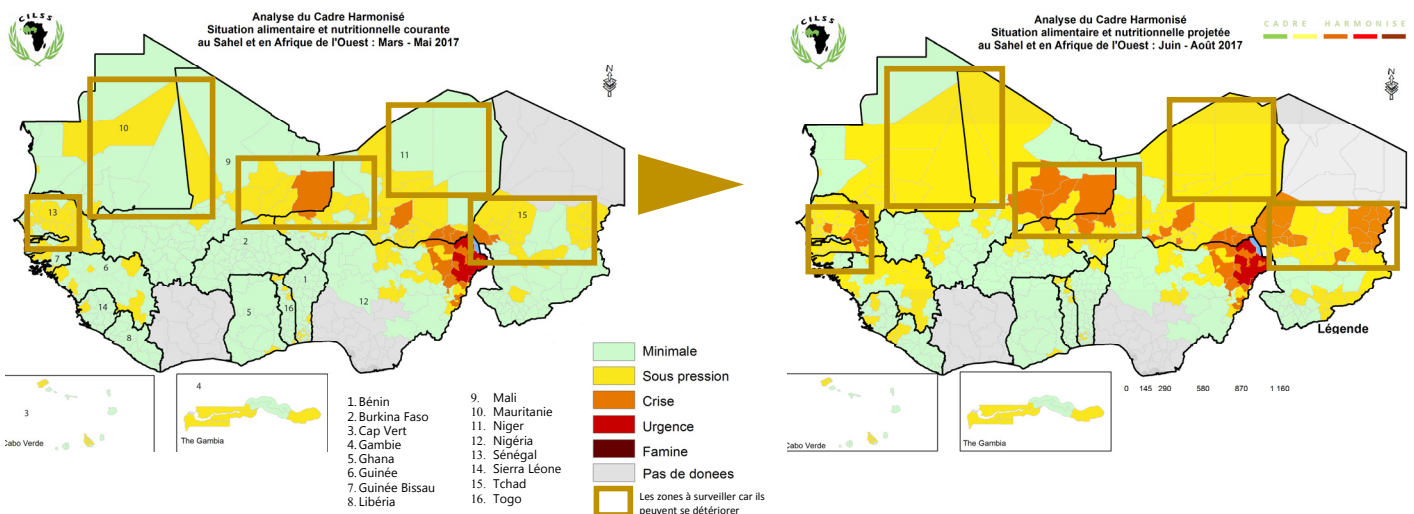 CILSS
Analyse du Cadre Harmonisé
Situation alimentaire et nutritionnelle courante
au Sahel et en Afrique de l'Ouest : Mars - Mai 2017
N
10
9
11
13
15
2
7
6
1
12
14
5
16
8
3
Cabo Verde
4
The Gambia
1. Bénin
2. Burkina Faso
3. Cap Vert
4. Gambie
5. Ghana
6. Guinée
7. Guinée Bissau
8. Libéria
9. Mali
10. Mauritanie
11. Niger
12. Nigéria
13. Sénégal
14. Sierra Léone
15. Tchad
16. Togo
Minimale
Sous pression
Crise
Urgence
Famine
Pas de donees
Les zones à surveiller car ils
peuvent se détériorer
CILSS
Analyse du Cadre Harmonisé
Situation alimentaire et nutritionnelle projetée
au Sahel et en Afrique de l'Ouest : Juin - Août 2017
CADRE HARMONISE
N
Légende
0 145 290 580 870 1 160
Cabo Verde
The Gambia